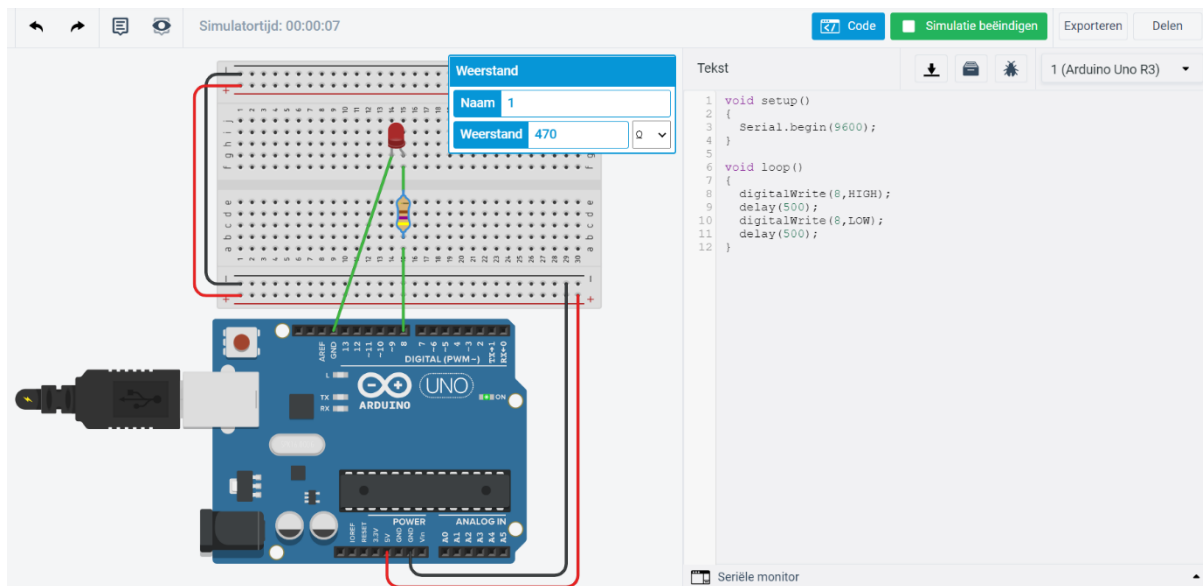 Simulatortijd: 00:00:07
Code
Simulatie beëindigen
Exporteren
Delen
Weerstand
Naam 1
Weerstand 470 Ω
Tekst
1 (Arduino Uno R3)
1 void setup()
2 {
3 Serial.begin(9600);
4 }
5
6 void loop()
7 {
8 digitalWrite(8,HIGH);
9 delay(500);
10 digitalWrite(8,LOW);
11 delay(500);
12 }
AREF
GND
13
12
~11
~10
~9
8
7
~6
~5
4
~3
2
TX→1
RX←0
DIGITAL (PWM~)
L
TX
RX
UNO
ARDUINO
ON
POWER
ANALOG IN
IOREF
RESET
3.3V
5V
GND
GND
Vin
A0
A1
A2
A3
A4
A5
Seriële monitor